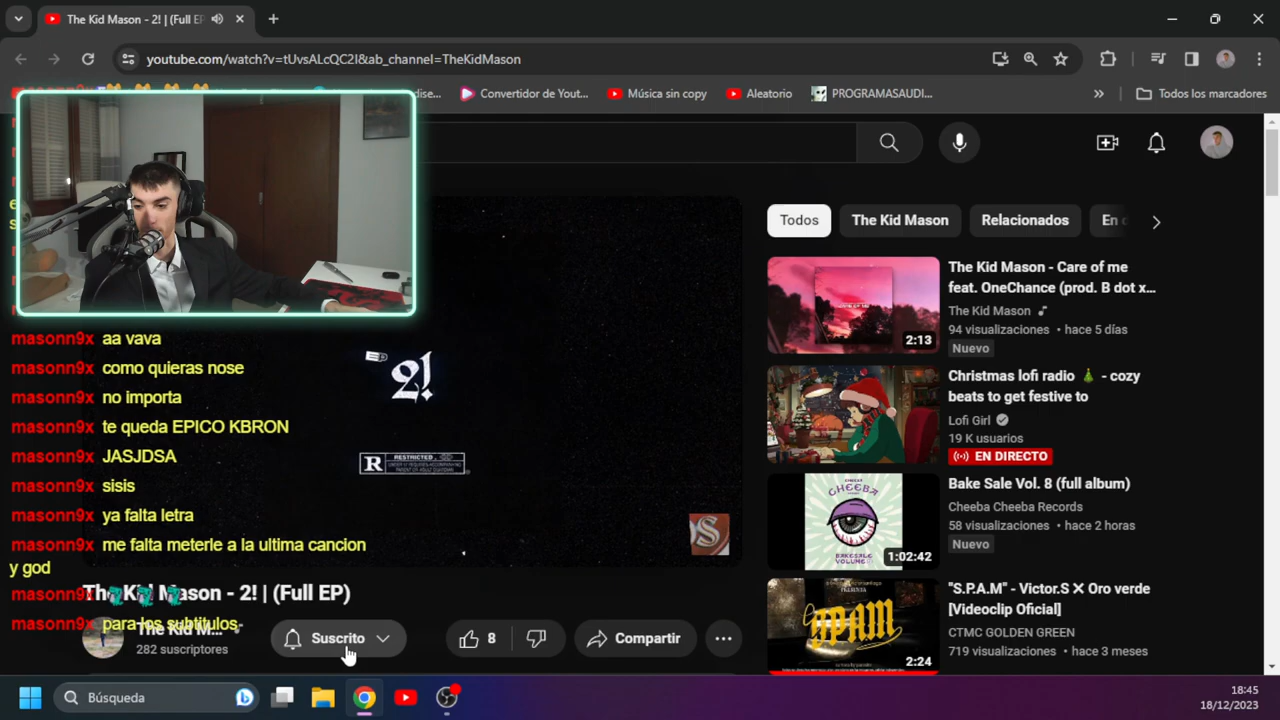 The Kid Mason - 2! | (Full EP
youtube.com/watch?v=tUvsALcQC2I&ab_channel=TheKidMason
Convertidor de Yout...
Música sin copy
Aleatorio
PROGRAMASAUDI...
Todos los marcadores
Todos
The Kid Mason
Relacionados
The Kid Mason - Care of me
feat. OneChance (prod. B dot x...
The Kid Mason
94 visualizaciones • hace 5 días
Nuevo
2:13
Christmas lofi radio 🎄 - cozy
beats to get festive to
Lofi Girl
19 K usuarios
EN DIRECTO
Bake Sale Vol. 8 (full album)
Cheeba Cheeba Records
58 visualizaciones • hace 2 horas
Nuevo
CHEEBA
BAKESALE
1:02:42
"S.P.A.M" - Victor.S X Oro verde
[Videoclip Oficial]
CTMC GOLDEN GREEN
719 visualizaciones • hace 3 meses
2:24
masonn9x aa vava
masonn9x como quieras nose
masonn9x no importa
masonn9x te queda EPICO KBRON
masonn9x JASJDSA
masonn9x sisis
masonn9x ya falta letra
masonn9x me falta meterle a la ultima cancion
y god
masonn9x
masonn9x para los subtitulos
2!
R RESTRICTED
The Kid Mason - 2! | (Full EP)
The Kid M...
282 suscriptores
Suscrito
8
Compartir
Búsqueda
18:45
18/12/2023